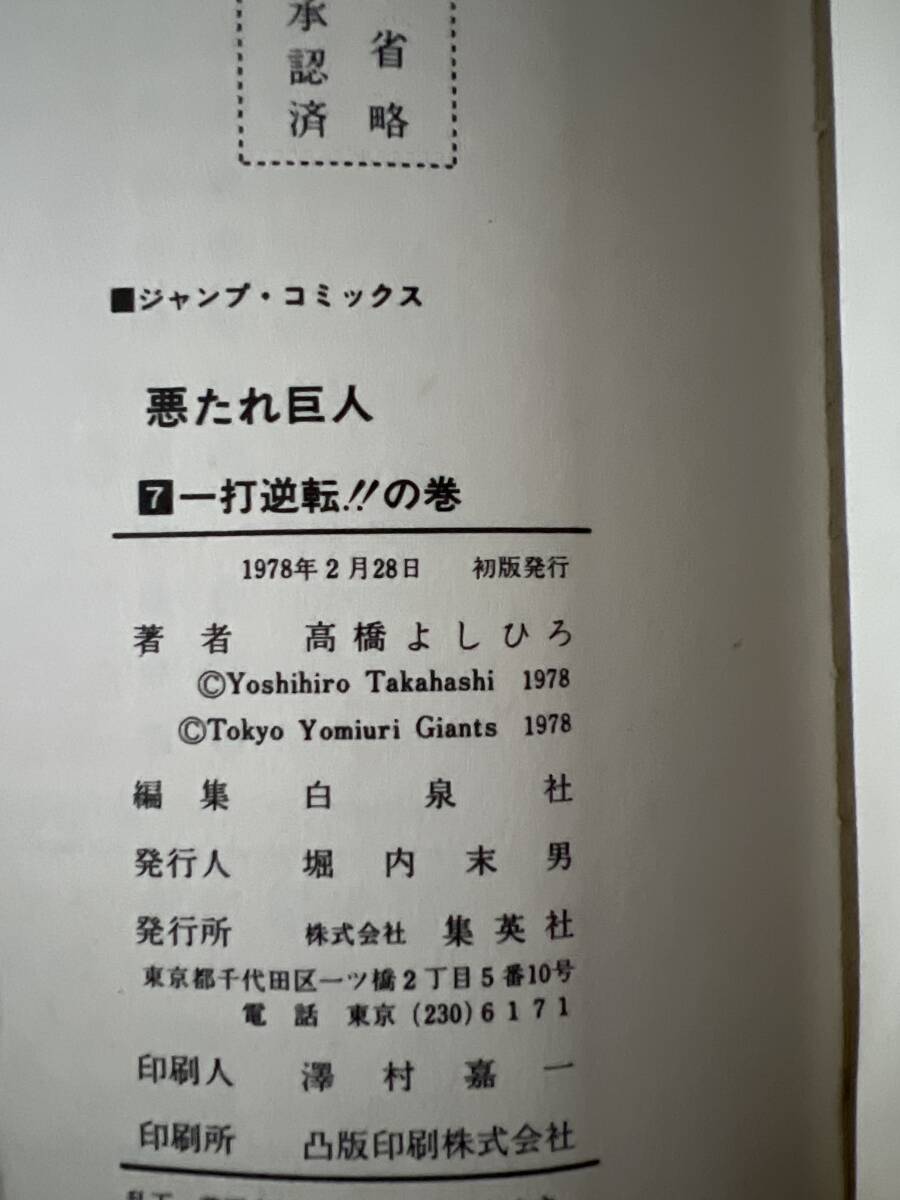 省略
承認済
■ジャンプ・コミックス
悪たれ巨人
7一打逆転!!の巻
1978年2月28日 初版発行
著者 高橋よしひろ
©Yoshihiro Takahashi 1978
©Tokyo Yomiuri Giants 1978
編集 白泉社
発行人 堀内末男
発行所 株式会社 集英社
東京都千代田区一ツ橋2丁目5番10号
電話 東京 (230) 6171
印刷人 澤村嘉一
印刷所 凸版印刷株式会社